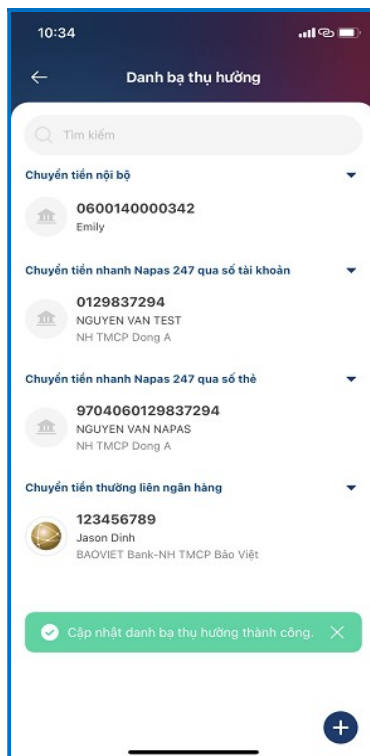 10:34
Danh bạ thụ hưởng
Tìm kiếm
Chuyển tiền nội bộ
0600140000342
Emily
Chuyển tiền nhanh Napas 247 qua số tài khoản
0129837294
NGUYEN VAN TEST
NH TMCP Dong A
Chuyển tiền nhanh Napas 247 qua số thẻ
9704060129837294
NGUYEN VAN NAPAS
NH TMCP Dong A
Chuyển tiền thường liên ngân hàng
123456789
Jason Dinh
BAOVIET Bank-NH TMCP Bảo Việt
Cập nhật danh bạ thụ hưởng thành công.